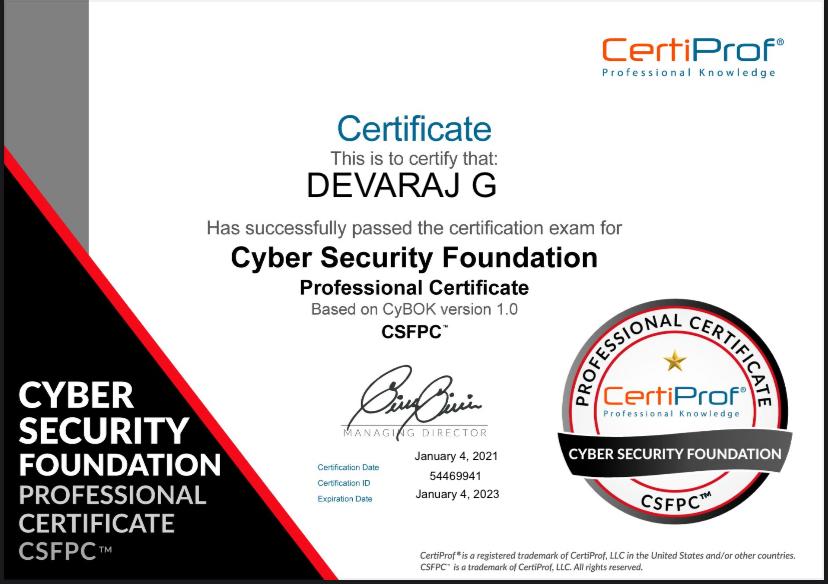 CertiProf®
Professional Knowledge
Certificate
This is to certify that:
DEVARAJ G
Has successfully passed the certification exam for
Cyber Security Foundation
Professional Certificate
Based on CyBOK version 1.0
CSFPC™
MANAGING DIRECTOR
Certification Date January 4, 2021
Certification ID 54469941
Expiration Date January 4, 2023
CYBER
SECURITY
FOUNDATION
PROFESSIONAL
CERTIFICATE
CSFPC™
PROFESSIONAL CERTIFICATE
CertiProf®
Professional Knowledge
CYBER SECURITY FOUNDATION
CSFPC™
CertiProf® is a registered trademark of CertiProf, LLC in the United States and/or other countries.
CSFPC™ is a trademark of CertiProf, LLC. All rights reserved.